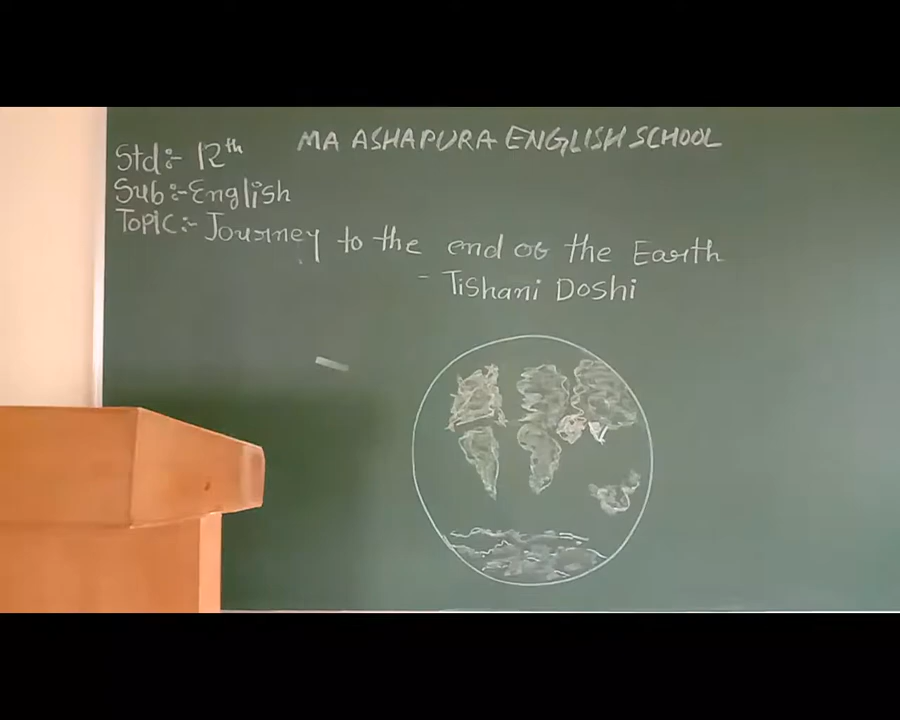 MA ASHAPURA ENGLISH SCHOOL
Std:- 12th
Sub:- English
Topic:- Journey to the end of the Earth
- Tishani Doshi